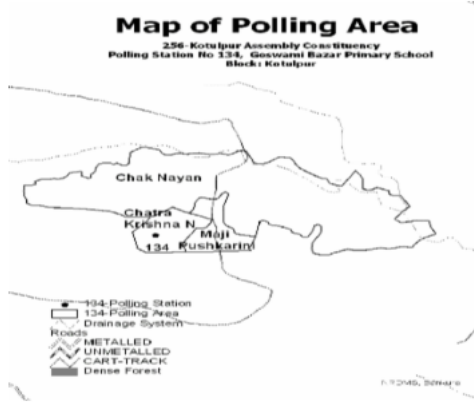 Map of Polling Area
256-Kotulpur Assembly Constituency
Polling Station No 134, Goswami Bazar Primary School
Block: Kotulpur
Chak Nayan
Chatra
Krishna N
Maji
134 Pushkarin
134-Polling Station
134-Polling Area
Drainage System
Roads
METALLED
UNMETALLED
CART-TRACK
Dense Forest